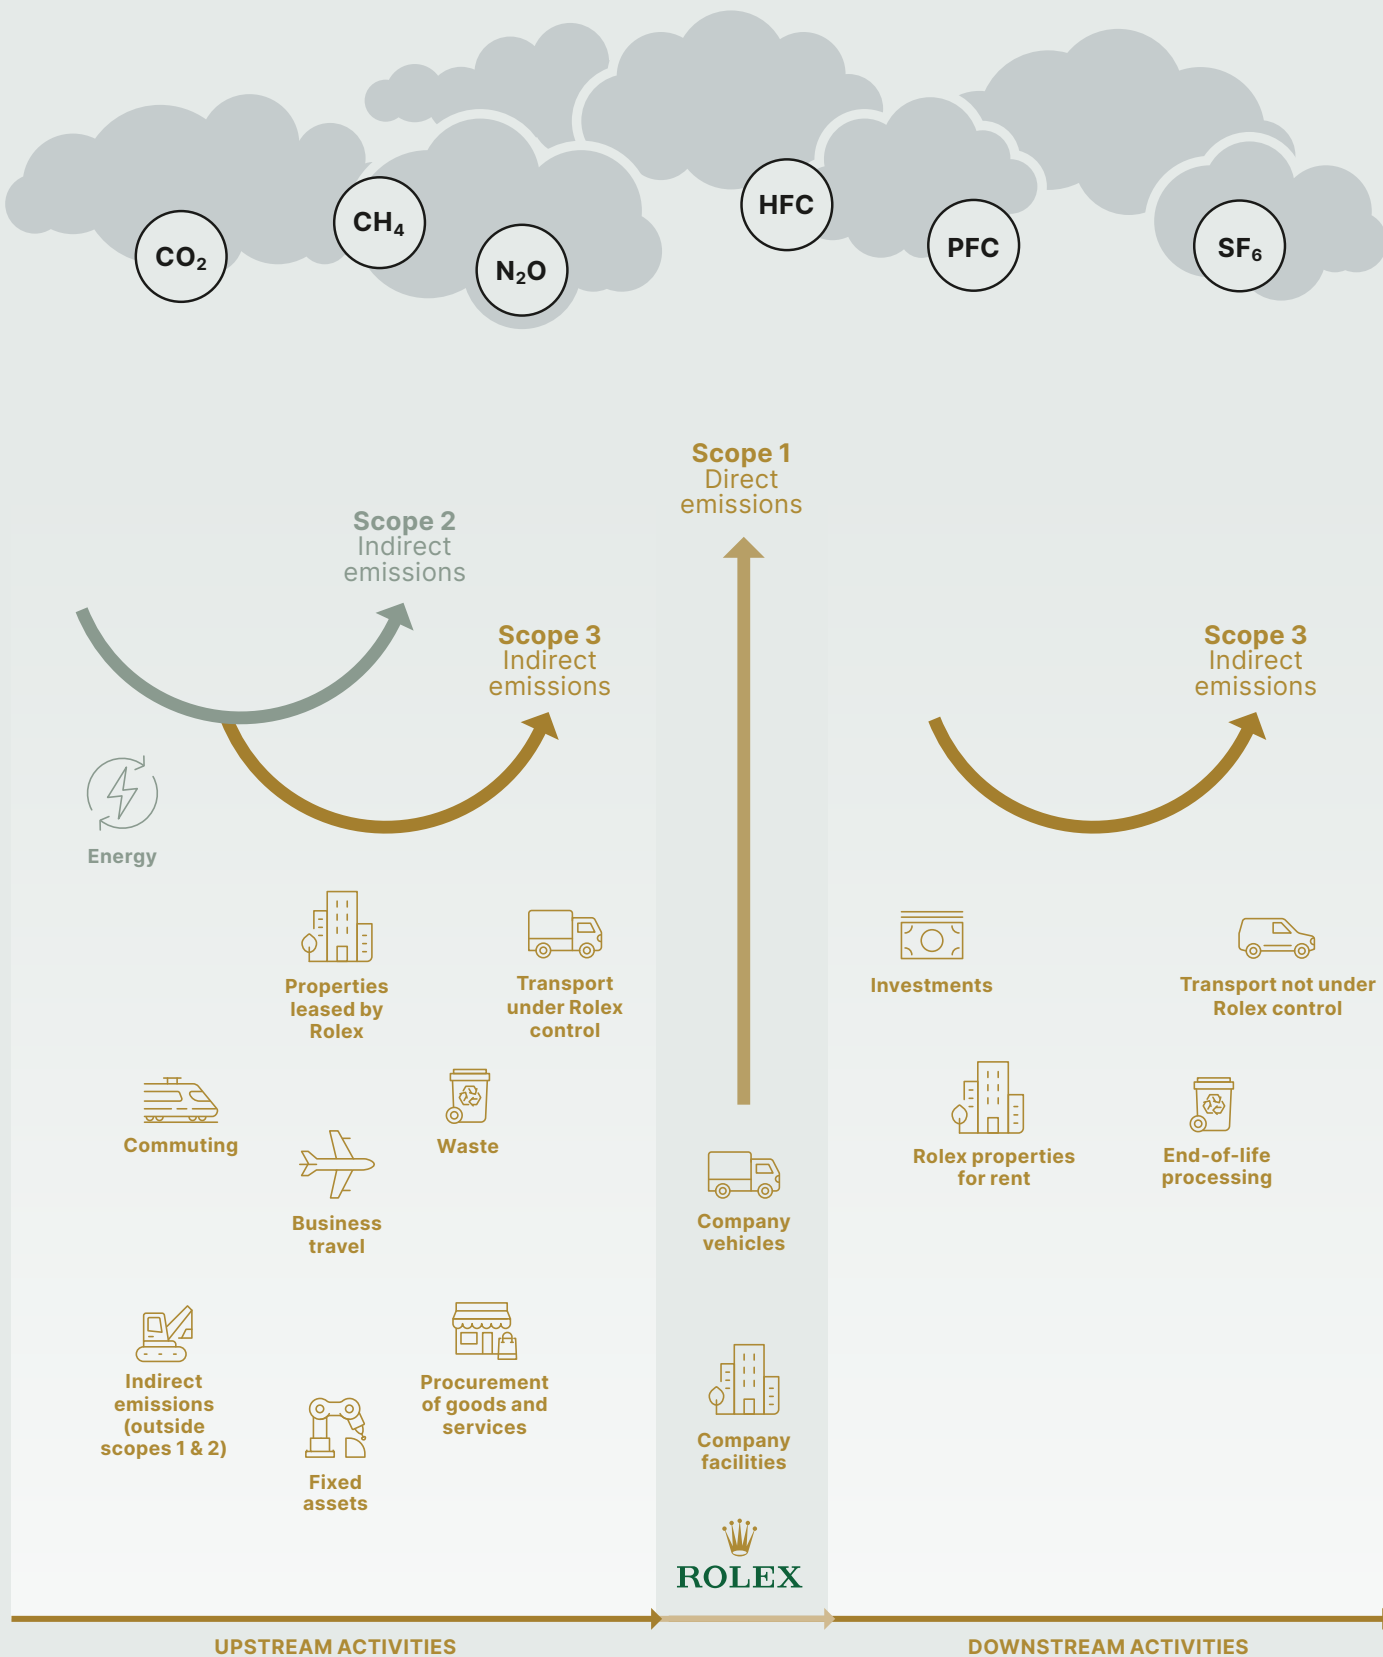 CO₂
CH₄
N₂O
HFC
PFC
SF₆
Scope 1
Direct
emissions
Scope 2
Indirect
emissions
Scope 3
Indirect
emissions
Scope 3
Indirect
emissions
Energy
Properties
leased by
Rolex
Transport
under Rolex
control
Commuting
Waste
Business
travel
Indirect
emissions
(outside
scopes 1 & 2)
Procurement
of goods and
services
Fixed
assets
Company
vehicles
Company
facilities
ROLEX
Investments
Transport not under
Rolex control
Rolex properties
for rent
End-of-life
processing
UPSTREAM ACTIVITIES
DOWNSTREAM ACTIVITIES